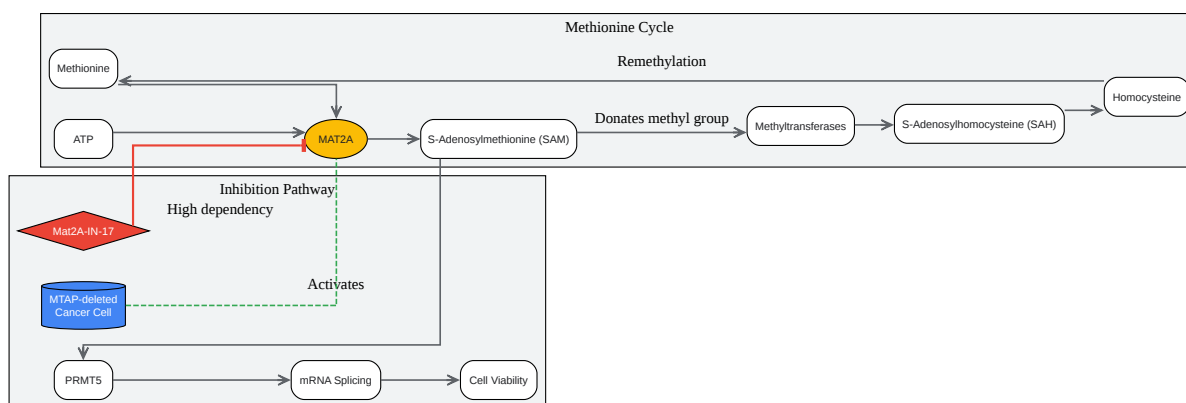 Methionine Cycle
Remethylation
Methionine
Homocysteine
Donates methyl group
ATP
MAT2A
S-Adenosylmethionine (SAM)
Methyltransferases
S-Adenosylhomocysteine (SAH)
Inhibition Pathway
High dependency
Mat2A-IN-17
Activates
MTAP-deleted
Cancer Cell
PRMT5
mRNA Splicing
Cell Viability